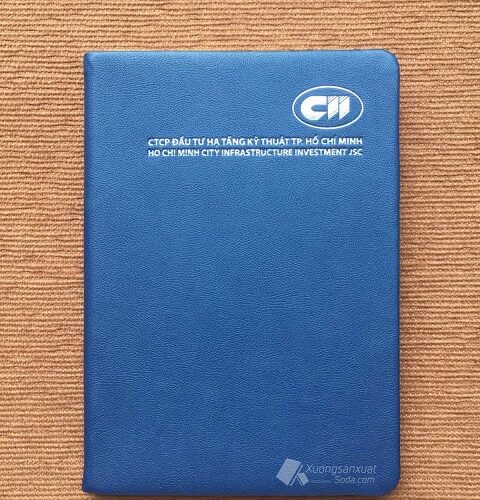 CII
CTCP ĐẦU TƯ HẠ TẦNG KỸ THUẬT TP. HỒ CHÍ MINH
HO CHI MINH CITY INFRASTRUCTURE INVESTMENT JSC
Xuongsanxuat
Soda.com